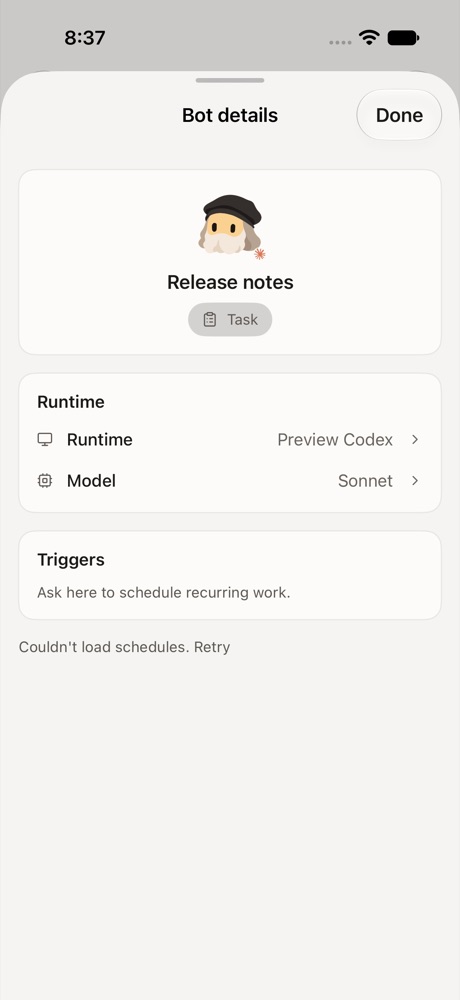 8:37
Bot details
Done
Release notes
Task
Runtime
Runtime
Preview Codex
Model
Sonnet
Triggers
Ask here to schedule recurring work.
Couldn't load schedules. Retry